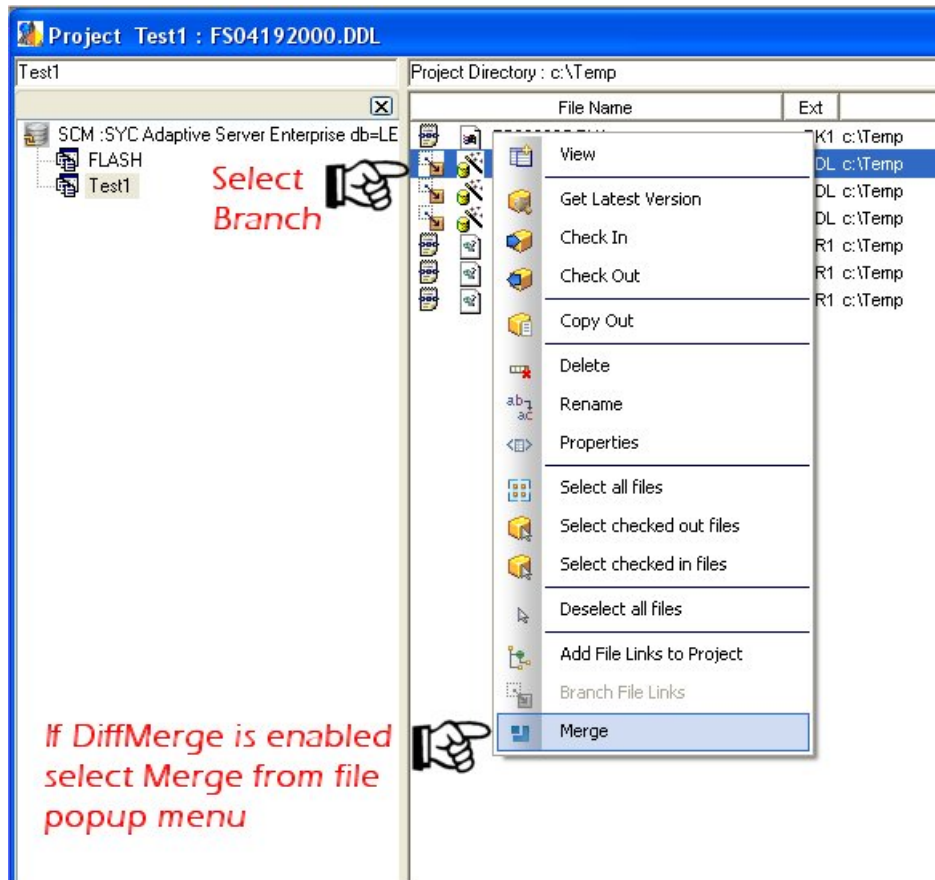 Project Test1 : FS04192000.DDL
Test1
Project Directory : c:\Temp
File Name Ext
SCM :SYC Adaptive Server Enterprise db=LE
FLASH
Test1
Select
Branch
K1 c:\Temp
DL c:\Temp
DL c:\Temp
DL c:\Temp
R1 c:\Temp
R1 c:\Temp
R1 c:\Temp
View
Get Latest Version
Check In
Check Out
Copy Out
Delete
Rename
Properties
Select all files
Select checked out files
Select checked in files
Deselect all files
Add File Links to Project
Branch File Links
Merge
If DiffMerge is enabled
select Merge from file
popup menu